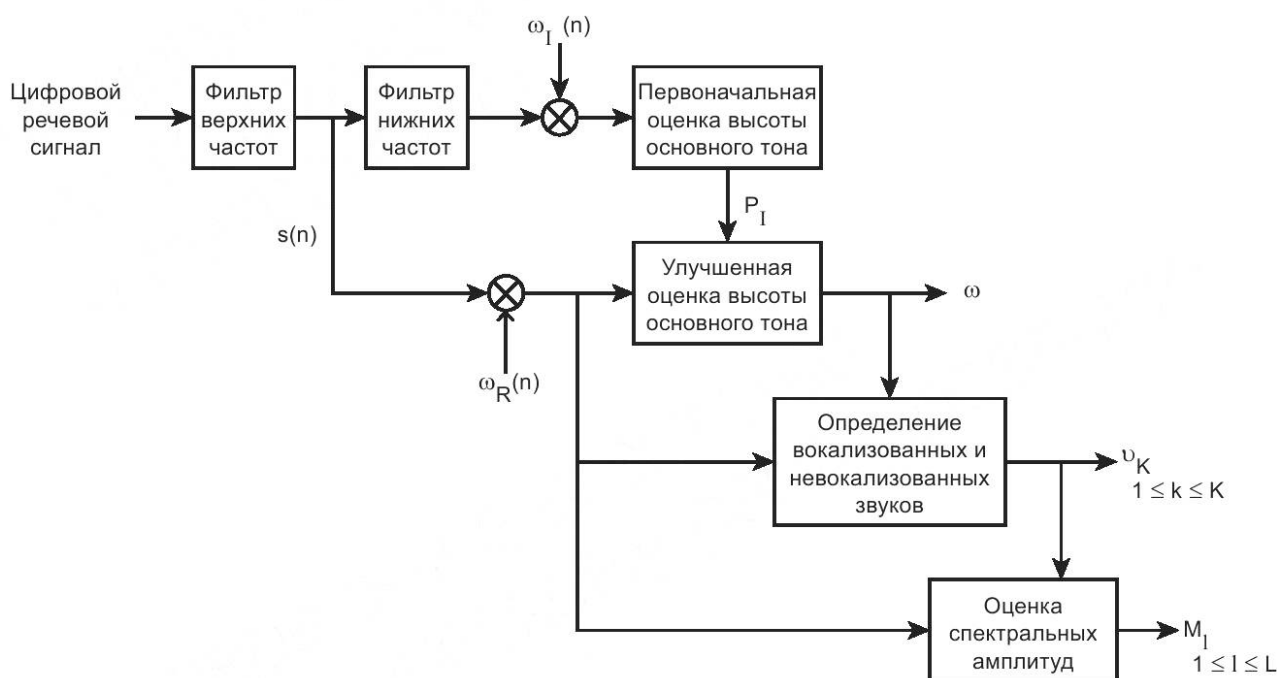 ω_I (n)
Цифровой
речевой
сигнал
Фильтр
верхних
частот
Фильтр
нижних
частот
Первоначальная
оценка высоты
основного тона
P_I
s(n)
Улучшенная
оценка высоты
основного тона
ω
ω_R(n)
Определение
вокализованных и
невокализованных
звуков
υ_K
1 ≤ k ≤ K
Оценка
спектральных
амплитуд
M_l
1 ≤ l ≤ L